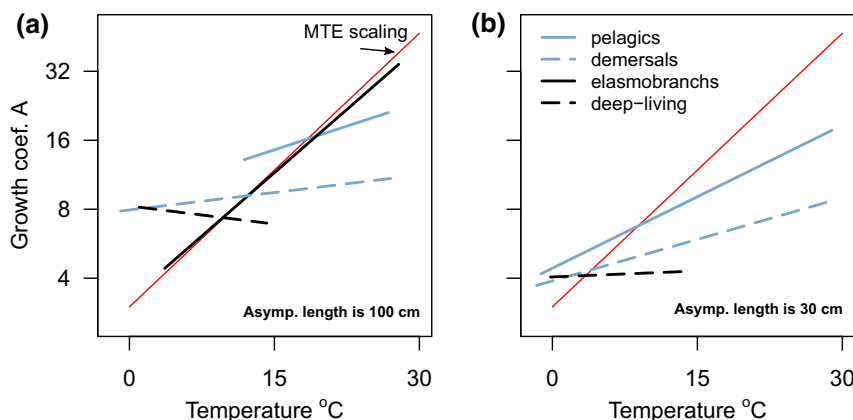 (a)
MTE scaling
Growth coef. A
32
16
8
4
Asymp. length is 100 cm
0
15
30
Temperature °C
(b)
pelagics
demersals
elasmobranchs
deep−living
Asymp. length is 30 cm
0
15
30
Temperature °C